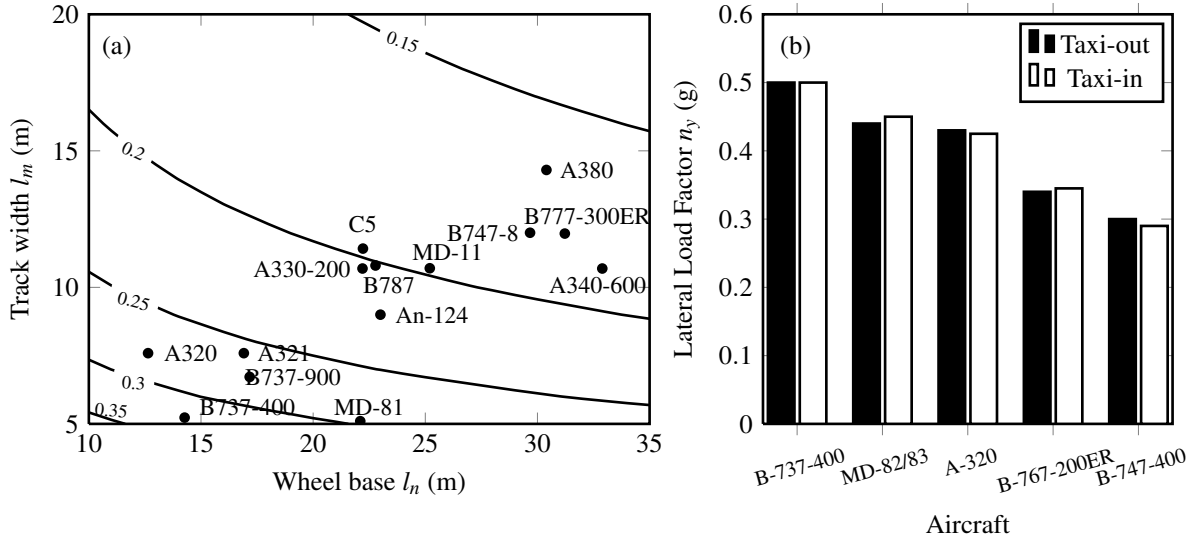 20
15
10
5
Track width l_m (m)
(a)
0.15
0.2
0.25
0.3
0.35
A380
B777-300ER
B747-8
C5
MD-11
A330-200
B787
A340-600
An-124
A320
A321
B737-900
B737-400
MD-81
10 15 20 25 30 35
Wheel base l_n (m)
0.6
0.5
0.4
0.3
0.2
0.1
0
Lateral Load Factor n_y (g)
(b)
Taxi-out
Taxi-in
B-737-400
MD-82/83
A-320
B-767-200ER
B-747-400
Aircraft